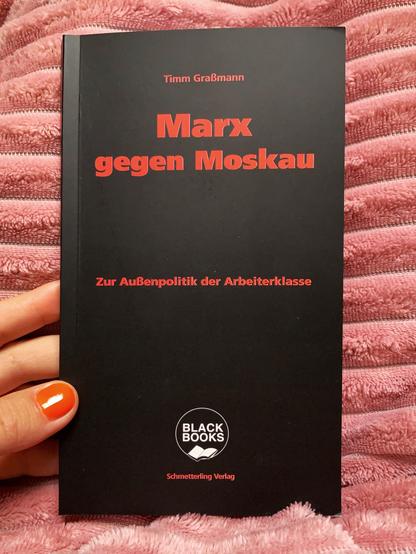 Timm Graßmann
Marx
gegen Moskau
Zur Außenpolitik der Arbeiterklasse
BLACK
BOOKS
Schmetterling Verlag